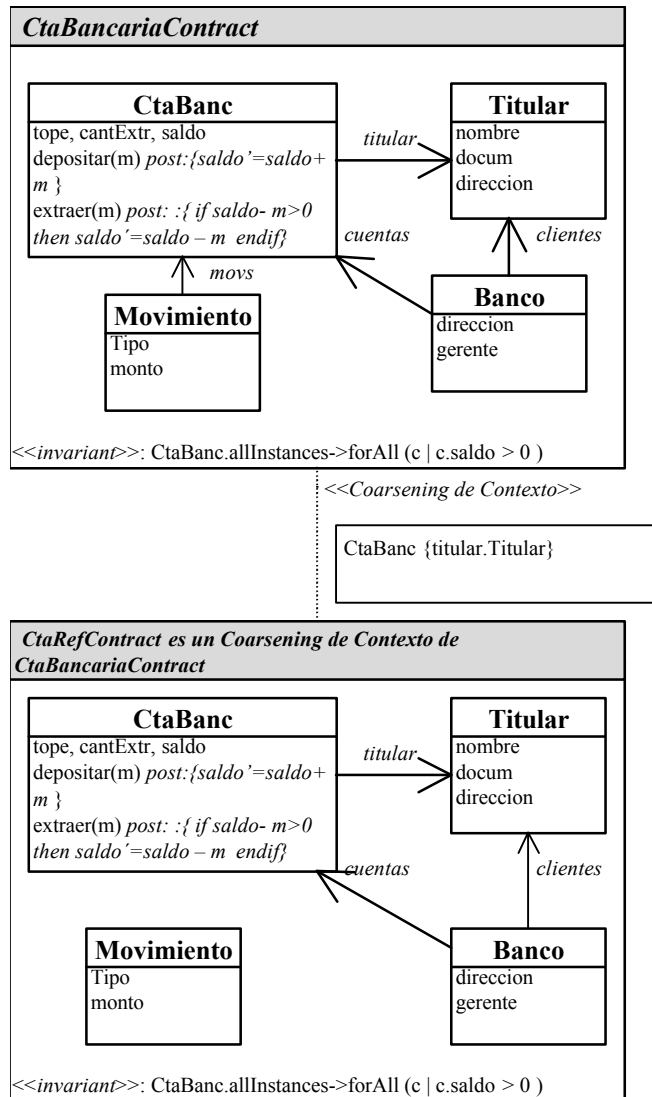 CtaBancariaContract
CtaBanc
tope, cantExtr, saldo
depositar(m) post:{saldo’=saldo+
m }
extraer(m) post: :{ if saldo- m>0
then saldo´=saldo – m endif}
titular
Titular
nombre
docum
direccion
cuentas
clientes
movs
Movimiento
Tipo
monto
Banco
direccion
gerente
<<invariant>>: CtaBanc.allInstances->forAll (c | c.saldo > 0 )
<<Coarsening de Contexto>>
CtaBanc {titular.Titular}
CtaRefContract es un Coarsening de Contexto de
CtaBancariaContract
CtaBanc
tope, cantExtr, saldo
depositar(m) post:{saldo’=saldo+
m }
extraer(m) post: :{ if saldo- m>0
then saldo´=saldo – m endif}
titular
Titular
nombre
docum
direccion
cuentas
clientes
Movimiento
Tipo
monto
Banco
direccion
gerente
<<invariant>>: CtaBanc.allInstances->forAll (c | c.saldo > 0 )